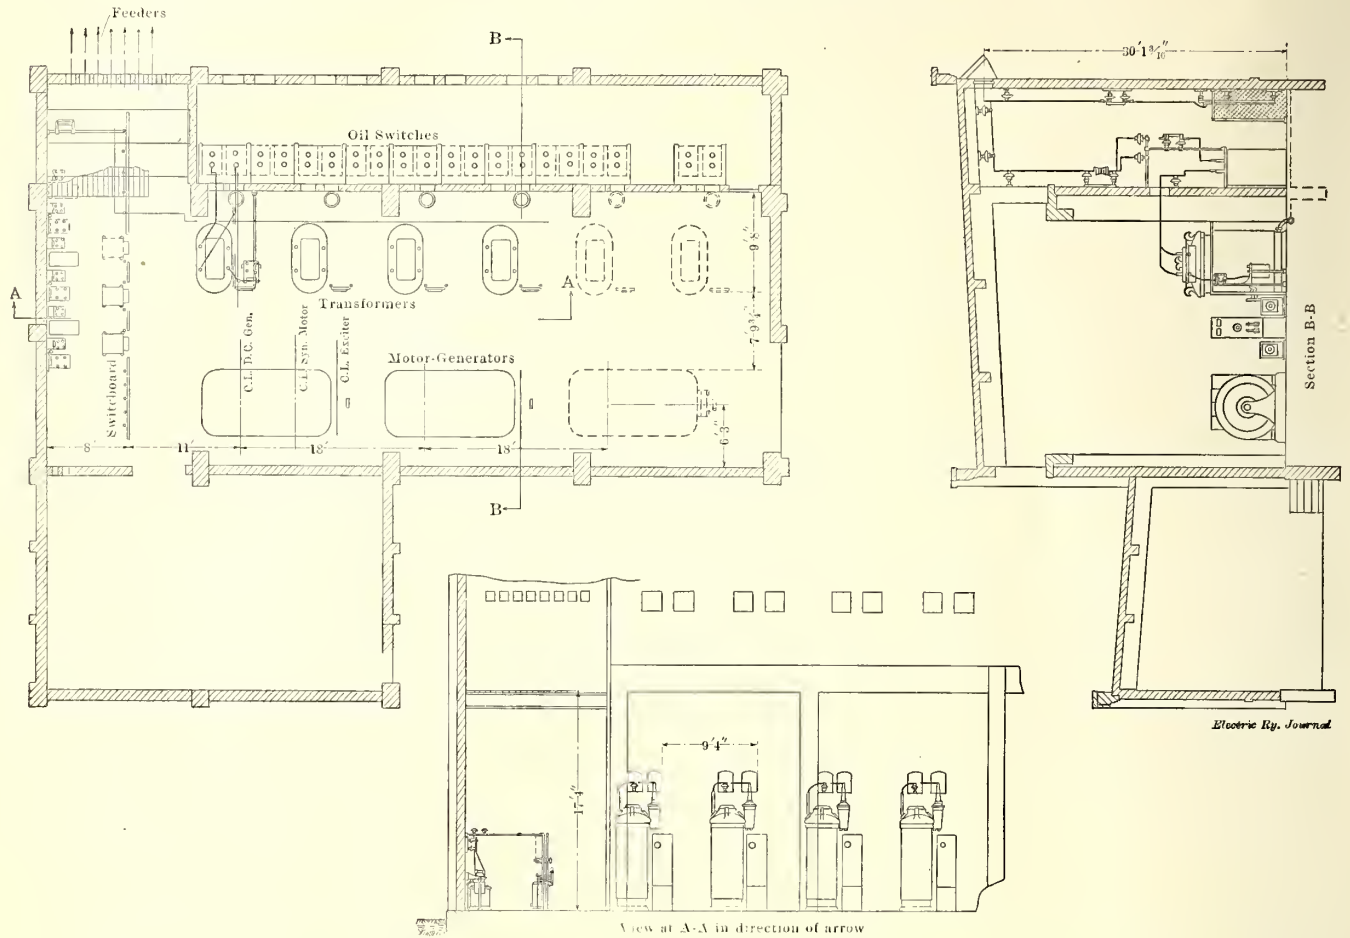 Feeders
B
30'1 3/16"
Oil Switches
9'8"
A
A
Transformers
7'9¾"
C.L. D.C. Gen.
C.L. Syn. Motor
C.L. Exciter
Motor-Generators
Switchboard
Section B-B
6'3"
8'
11'
18'
18'
B
Electric Ry. Journal
9'4"
17'4"
View at A-A in direction of arrow